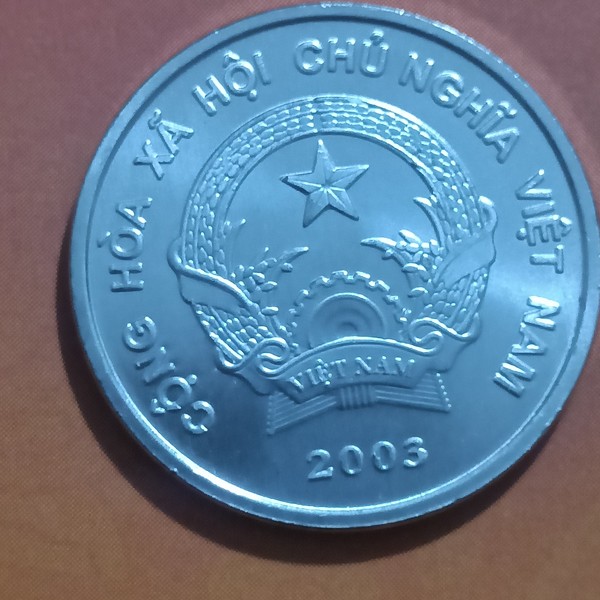 CỘNG HÒA XÃ HỘI CHỦ NGHĨA VIỆT NAM
VIỆT NAM
2003